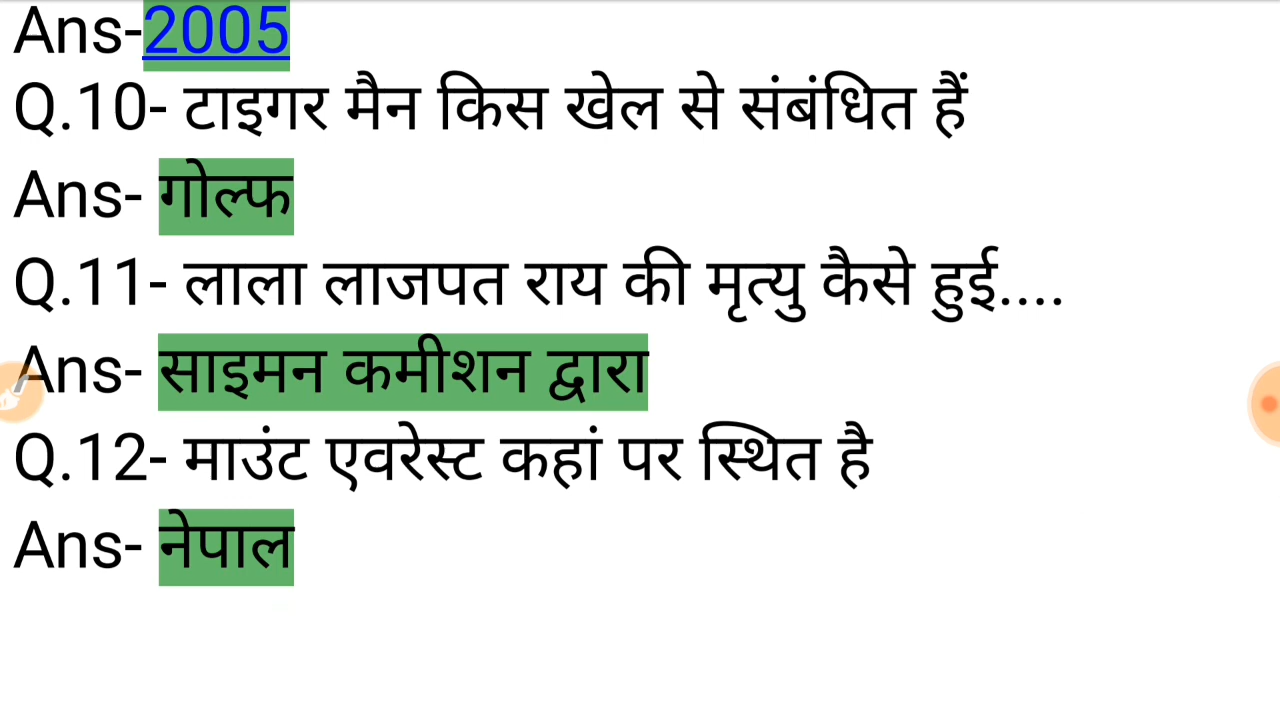 Ans-2005
Q.10- टाइगर मैन किस खेल से संबंधित हैं
Ans- गोल्फ
Q.11- लाला लाजपत राय की मृत्यु कैसे हुई....
Ans- साइमन कमीशन द्वारा
Q.12- माउंट एवरेस्ट कहां पर स्थित है
Ans- नेपाल